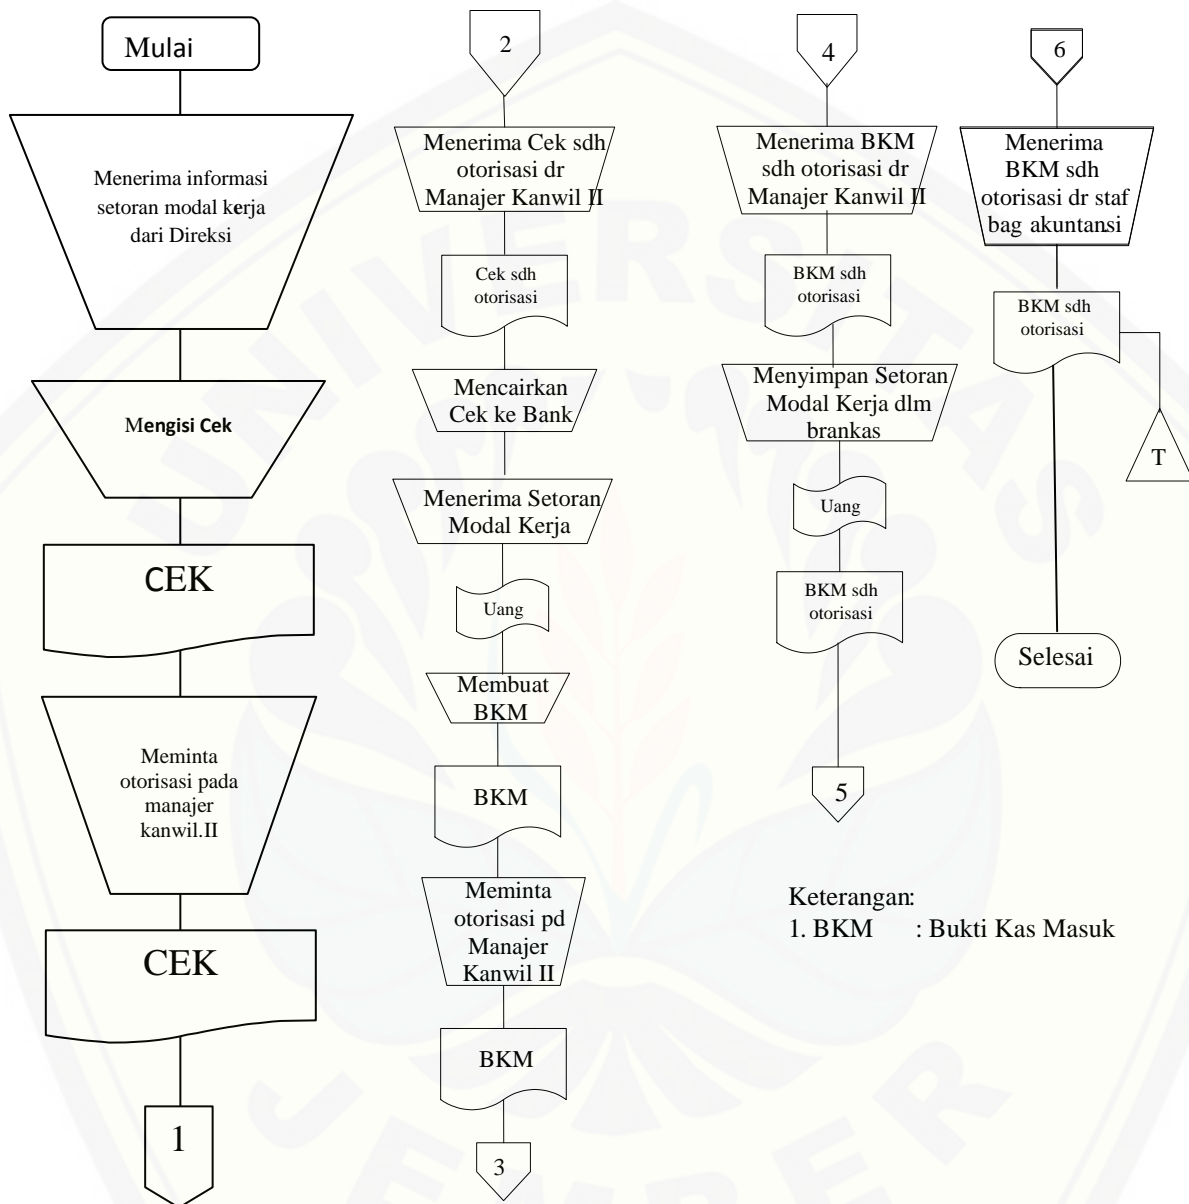 Mulai
Menerima informasi
setoran modal kerja
dari Direksi
Mengisi Cek
CEK
Meminta
otorisasi pada
manajer
kanwil.II
CEK
1
2
Menerima Cek sdh
otorisasi dr
Manajer Kanwil II
Cek sdh
otorisasi
Mencairkan
Cek ke Bank
Menerima Setoran
Modal Kerja
Uang
Membuat
BKM
BKM
Meminta
otorisasi pd
Manajer
Kanwil II
BKM
3
4
Menerima BKM
sdh otorisasi dr
Manajer Kanwil II
BKM sdh
otorisasi
Menyimpan Setoran
Modal Kerja dlm
brankas
Uang
BKM sdh
otorisasi
5
6
Menerima
BKM sdh
otorisasi dr staf
bag akuntansi
BKM sdh
otorisasi
T
Selesai
Keterangan:
1. BKM : Bukti Kas Masuk
UNIVERSITAS
JEMBER